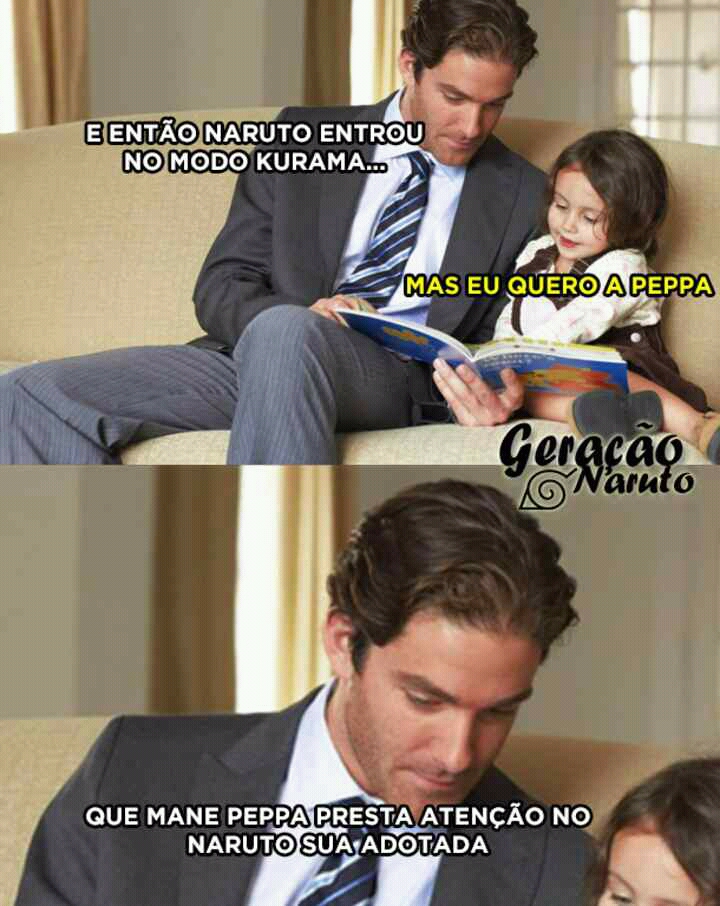 E ENTÃO NARUTO ENTROU
NO MODO KURAMA...
MAS EU QUERO A PEPPA
Geração
Naruto
QUE MANE PEPPA PRESTA ATENÇÃO NO
NARUTO SUA ADOTADA